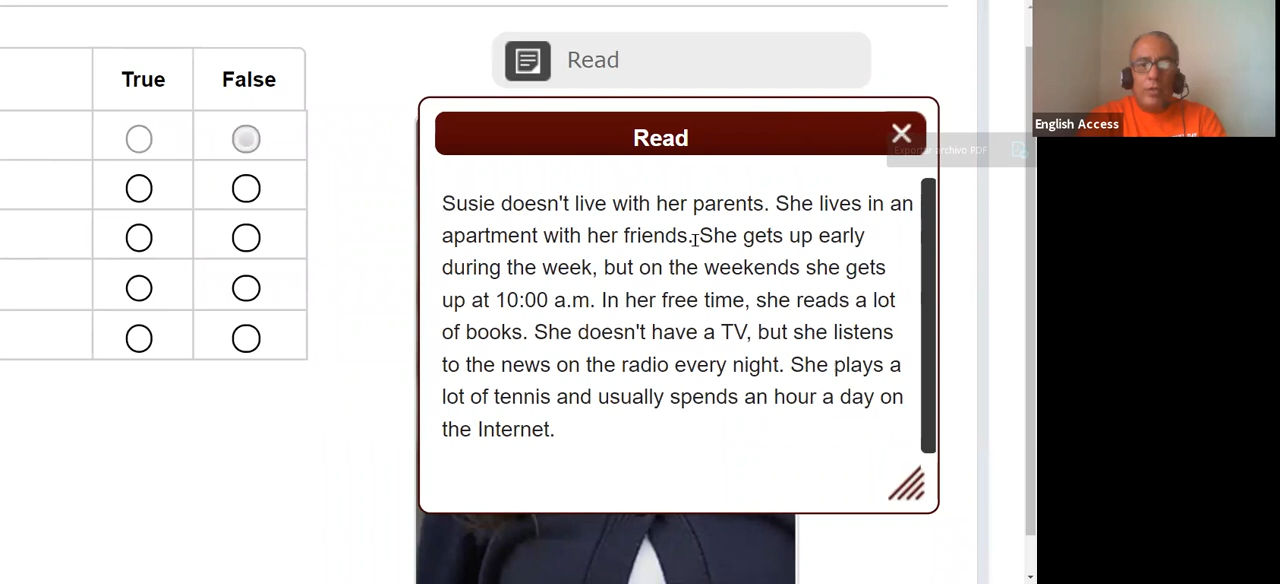 True False
Read
Read
Exportar archivo PDF
English Access
Susie doesn't live with her parents. She lives in an
apartment with her friends. She gets up early
during the week, but on the weekends she gets
up at 10:00 a.m. In her free time, she reads a lot
of books. She doesn't have a TV, but she listens
to the news on the radio every night. She plays a
lot of tennis and usually spends an hour a day on
the Internet.